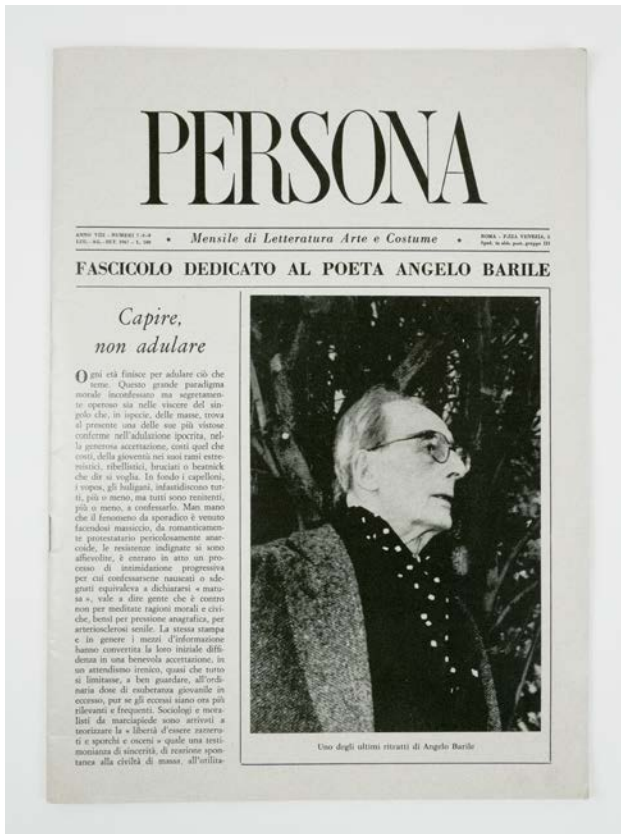 PERSONA
ANNO VIII - NUMERI 7-8-9
LUG. - AG. - SET. 1967 - L. 500
• Mensile di Letteratura Arte e Costume •
ROMA - P.ZZA VANEZIA, 5
Sped. in abb. post. gruppo III
FASCICOLO DEDICATO AL POETA ANGELO BARILE
Capire,
non adulare
Ogni età finisce per adulare ciò che
teme. Questo grande paradigma
morale inconfessato ma segretamen-
te operoso sia nelle viscere del sin-
golo che, in ispecie, delle masse, trova
al presente una delle sue più vistose
conferme nell'adulazione ipocrita, nel-
la generosa accettazione, costi quel che
costi, della gioventù nei suoi rami estre-
mistici, ribellistici, bruciati o beatnick
che dir si voglia. In fondo i capelloni,
i vopos, gli huligani, infastidiscono tut-
ti, più o meno, ma tutti sono renitenti,
più o meno, a confessarlo. Man mano
che il fenomeno da sporadico è venuto
facendosi massiccio, da romanticamen-
te protestatario pericolosamente anar-
coide, le resistenze indignate si sono
affievolite, è entrato in atto un pro-
cesso di intimidazione progressiva
per cui confessarsene nauseati o sde-
gnati equivaleva a dichiararsi « matu-
sa », vale a dire gente che è contro
non per meditate ragioni morali e civi-
che, bensì per pressione anagrafica, per
arteriosclerosi senile. La stessa stampa
e in genere i mezzi d'informazione
hanno convertita la loro iniziale diffi-
denza in una benevola accettazione, in
un attendismo irenico, quasi che tutto
si limitasse, a ben guardare, all'ordi-
naria dose di esuberanza giovanile in
eccesso, pur se gli eccessi siano ora più
rilevanti e frequenti. Sociologi e mora-
listi da marciapiede sono arrivati a
teorizzare la « libertà d'essere zazzeru-
ti e sporchi e osceni » quale una testi-
monianza di sincerità, di reazione spon-
tanea alla civiltà di massa, all'utilita-
Uno degli ultimi ritratti di Angelo Barile